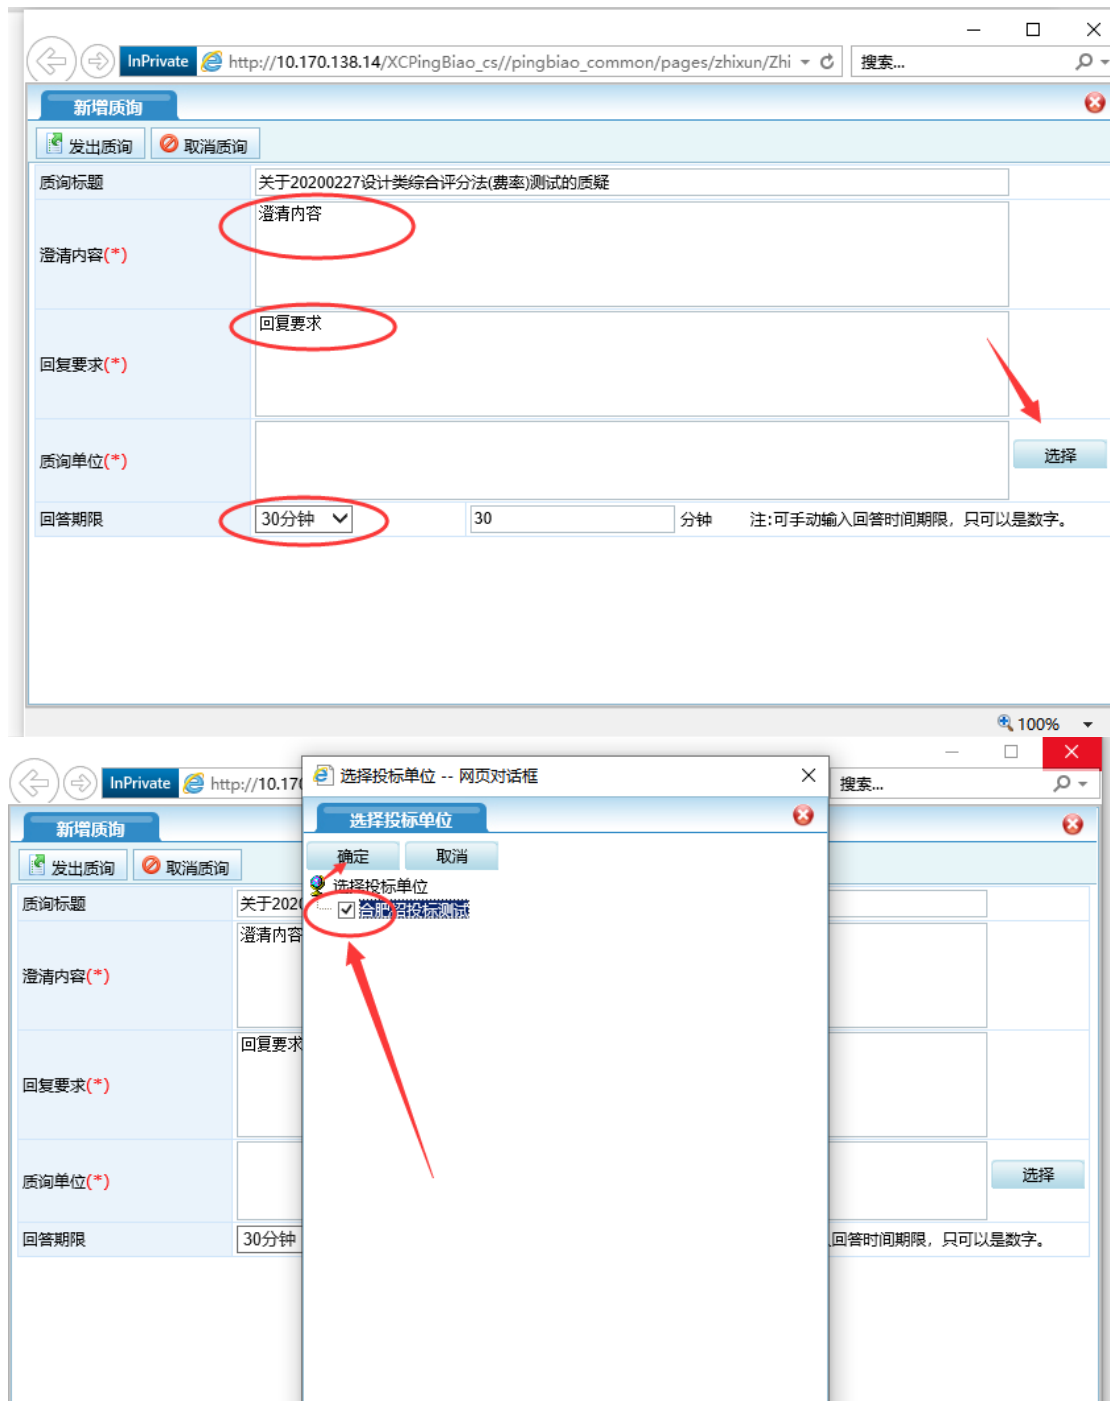 InPrivate http://10.170.138.14/XCPingBiao_cs//pingbiao_common/pages/zhixun/Zhi 搜索...
新增质询
发出质询 取消质询
质询标题 关于20200227设计类综合评分法(费率)测试的质疑
澄清内容
澄清内容(*)
回复要求
回复要求(*)
质询单位(*) 选择
回答期限 30分钟 30 分钟 注:可手动输入回答时间期限，只可以是数字。
100%
InPrivate http://10.170 选择投标单位 -- 网页对话框 搜索...
新增质询 选择投标单位
发出质询 取消质询 确定 取消
选择投标单位
质询标题 关于202 合肥招投标测试
澄清内容
澄清内容(*)
回复要求
回复要求(*)
质询单位(*) 选择
回答期限 30分钟 回答时间期限，只可以是数字。